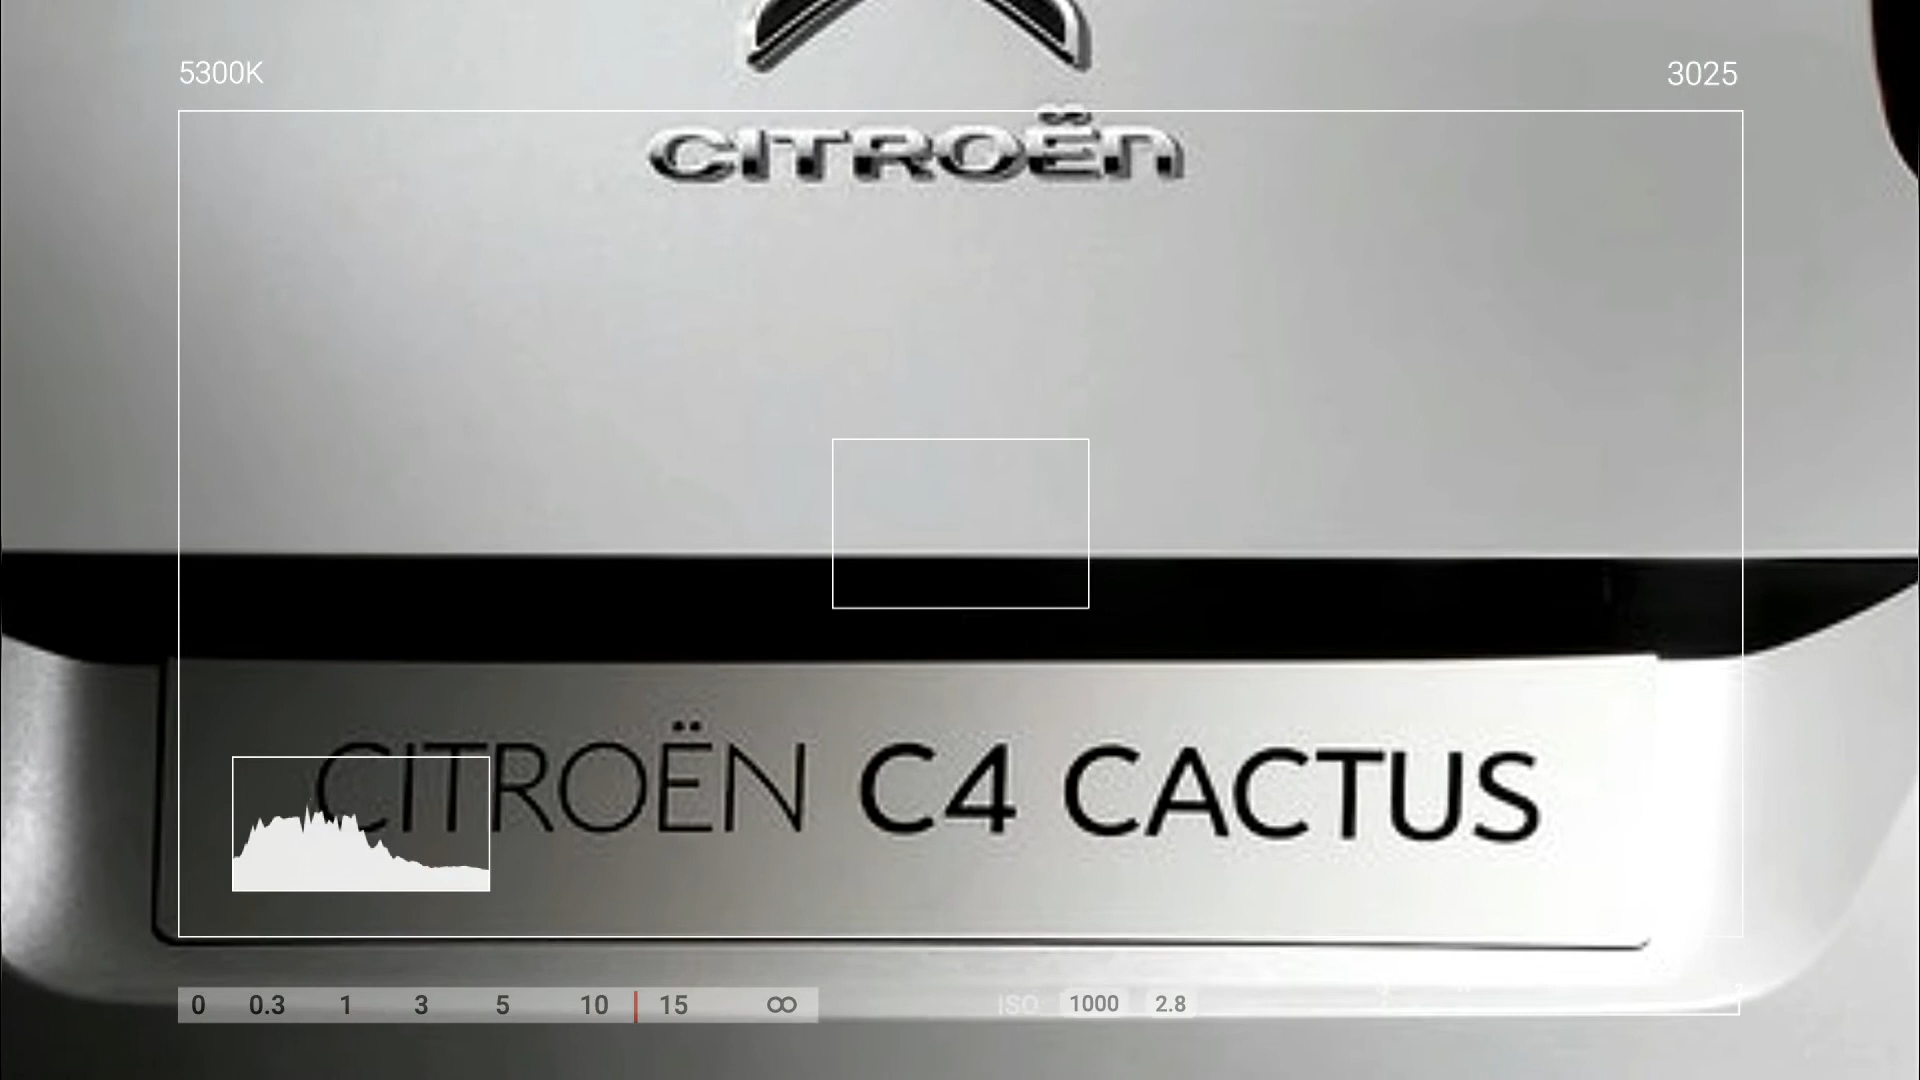 5300K 3025
CITROËN
CITROËN C4 CACTUS
0 0.3 1 3 5 10 15 ∞ ISO 1000 2.8